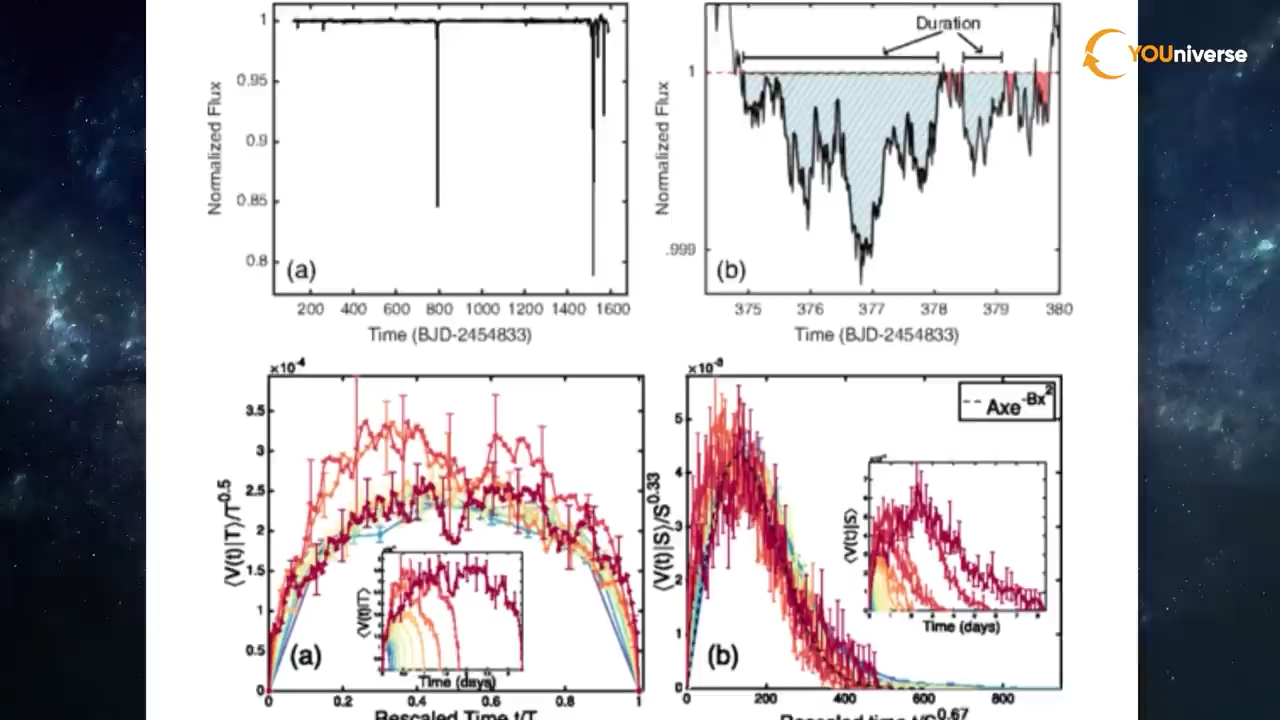 YOUniverse
1
0.95
0.9
0.85
0.8
Normalized Flux
(a)
200 400 600 800 1000 1200 1400 1600
Time (BJD-2454833)
Duration
1
.999
Normalized Flux
(b)
375 376 377 378 379 380
Time (BJD-2454833)
×10⁻⁴
3.5
3
2.5
2
1.5
1
0.5
0
⟨V(t)|T⟩/T^0.5
(a)
⟨V(t)|T⟩
Time (days)
0.2 0.4 0.6 0.8 1
Rescaled Time t/T
5
4
3
2
1
0
⟨V(t)|S⟩/S^0.33
Axe^-Bx²
(b)
⟨V(t)|S⟩
Time (days)
0 200 400 600 800
Rescaled time t/S^0.67